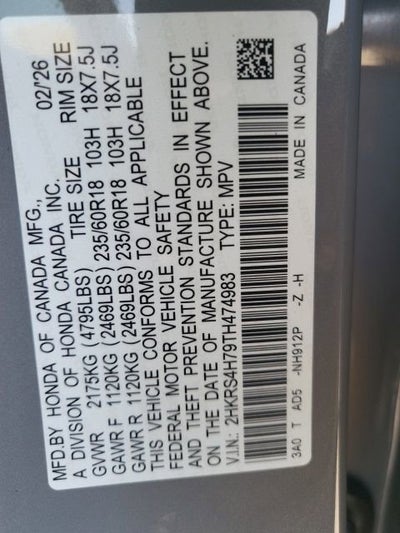 MFD.BY HONDA OF CANADA MFG., 02/'26
A DIVISION OF HONDA CANADA INC.
TIRE SIZE RIM SIZE
GVWR 2175KG (4795LBS)
GAWR F 1120KG (2469LBS) 235/60R18 103H 18X7.5J
GAWR R 1120KG (2469LBS) 235/60R18 103H 18X7.5J
THIS VEHICLE CONFORMS TO ALL APPLICABLE
FEDERAL MOTOR VEHICLE SAFETY
AND THEFT PREVENTION STANDARDS IN EFFECT
ON THE DATE OF MANUFACTURE SHOWN ABOVE.
V.I.N.: 2HKRS4H79TH474983 TYPE: MPV
3A0 T AD5 -NH912P -Z -H MADE IN CANADA